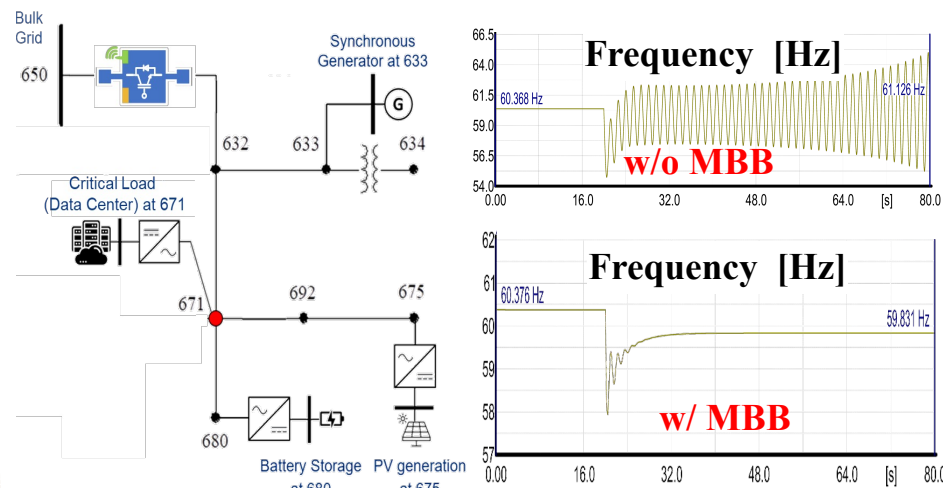 Bulk
Grid
650
Synchronous
Generator at 633
G
632
633
634
Critical Load
(Data Center) at 671
671
692
675
680
Battery Storage
at 680
PV generation
at 675
Frequency [Hz]
66.5
64.0
61.5
59.0
56.5
54.0
60.368 Hz
61.126 Hz
w/o MBB
0.00
16.0
32.0
48.0
64.0
[s]
80.0
Frequency [Hz]
62
61
60
59
58
57
60.376 Hz
59.831 Hz
w/ MBB
0.00
16.0
32.0
48.0
64.0
[s]
80.0